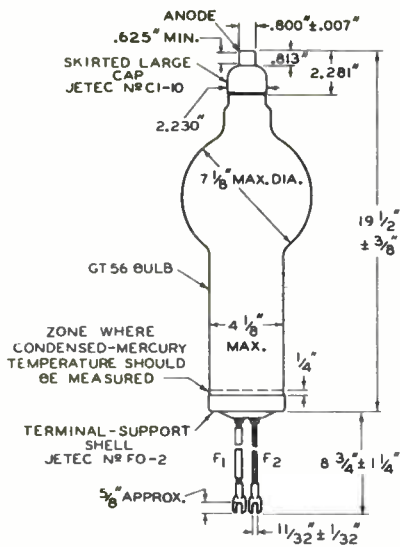 ANODE
.800"±.007"
.625" MIN.
.813"
SKIRTED LARGE
CAP
JETEC Nº C1-10
2.281"
2.230"
7 1/8" MAX. DIA.
19 1/2"
± 3/8"
GT 56 BULB
4 1/8"
MAX.
ZONE WHERE
CONDENSED-MERCURY
TEMPERATURE SHOULD
BE MEASURED
1/4"
TERMINAL-SUPPORT
SHELL
JETEC Nº FO-2
F1
F2
8 3/4"±1 1/4"
5/8" APPROX.
11/32"± 1/32"